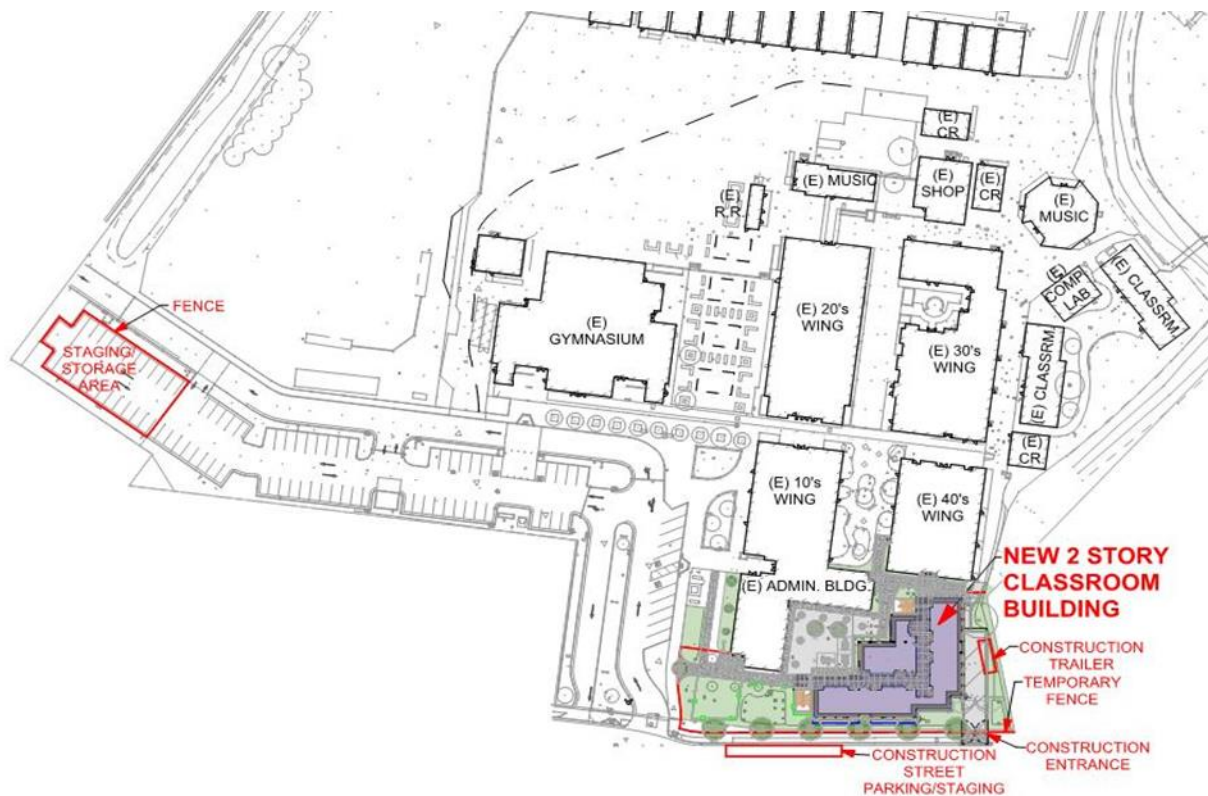 (E)
CR
(E) MUSIC
(E)
SHOP
(E)
CR
(E)
R.R
(E)
MUSIC
(E)
COMP
LAB
(E) CLASSRM
FENCE
STAGING/
STORAGE
AREA
(E)
GYMNASIUM
(E) 20's
WING
(E) 30's
WING
(E) CLASSRM
(E)
CR
(E) 10's
WING
(E) 40's
WING
(E) ADMIN. BLDG.
NEW 2 STORY
CLASSROOM
BUILDING
CONSTRUCTION
TRAILER
TEMPORARY
FENCE
CONSTRUCTION
ENTRANCE
CONSTRUCTION
STREET
PARKING/STAGING